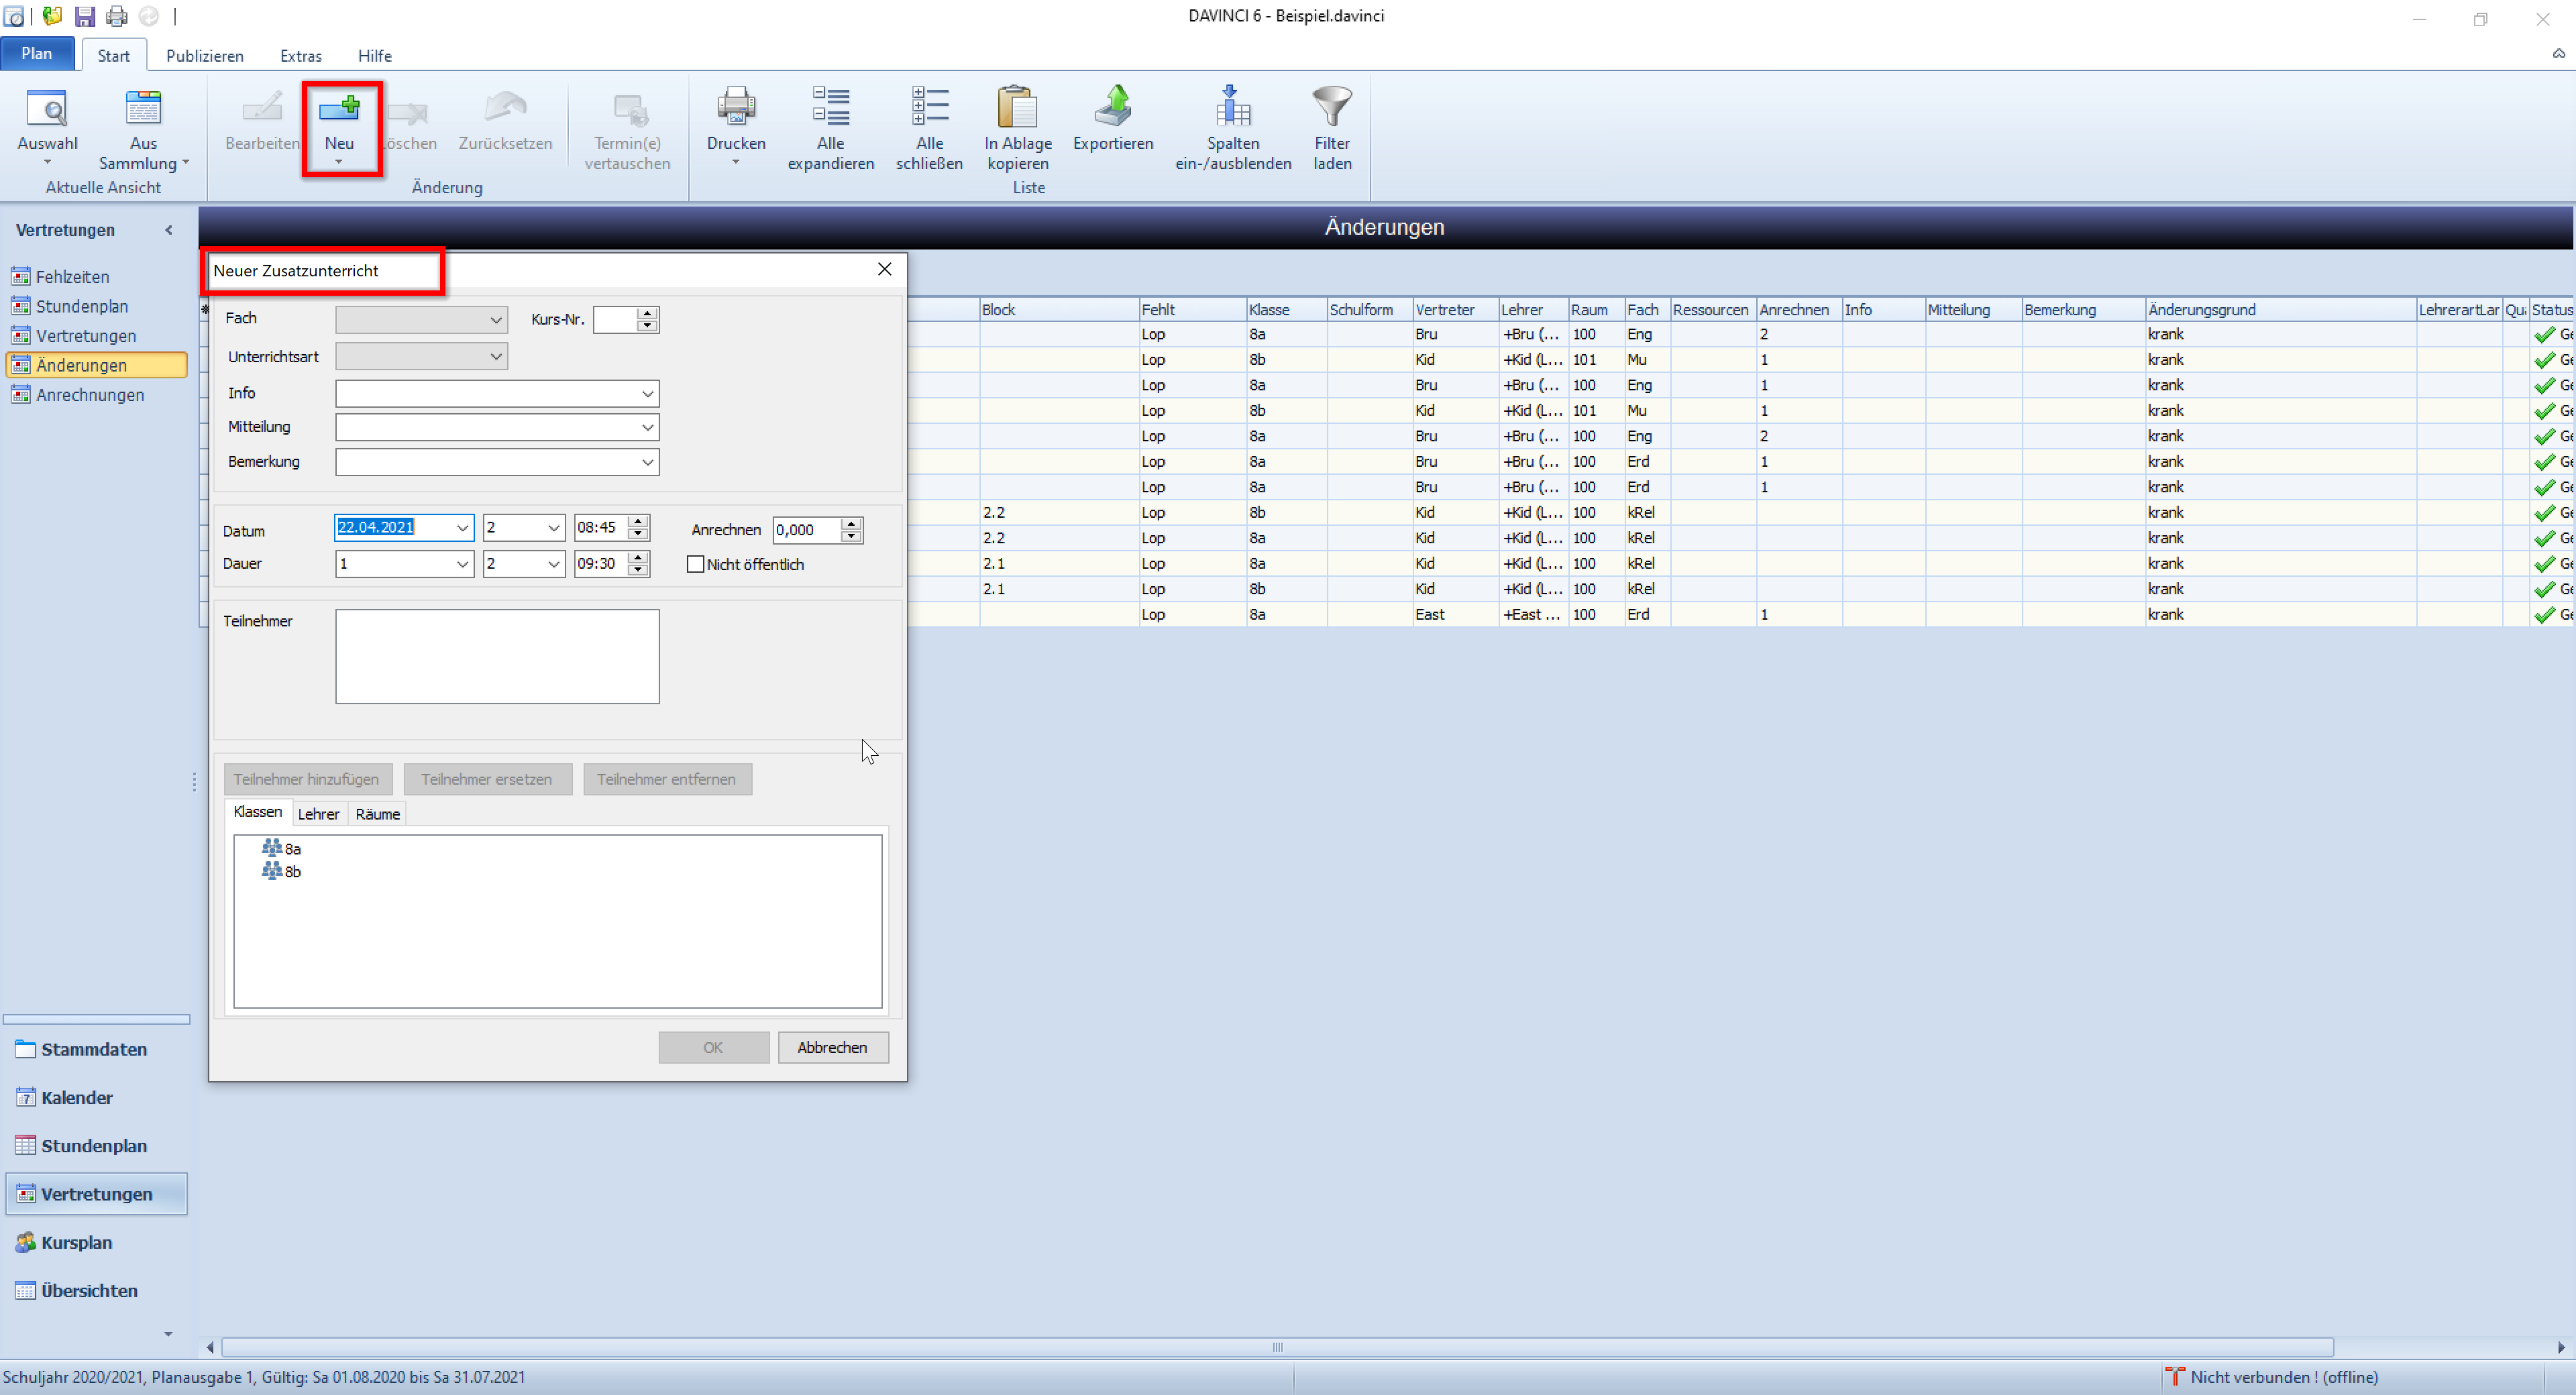 DAVINCI 6 - Beispiel.davinci
Plan Start Publizieren Extras Hilfe
Auswahl Aus Sammlung Bearbeiten Neu öschen Zurücksetzen Termin(e) vertauschen Drucken Alle expandieren Alle schließen In Ablage kopieren Exportieren Spalten ein-/ausblenden Filter laden
Aktuelle Ansicht Änderung Liste
Vertretungen
Fehlzeiten
Stundenplan
Vertretungen
Änderungen
Anrechnungen
Stammdaten
7 Kalender
Stundenplan
Vertretungen
Kursplan
Übersichten
Änderungen
Neuer Zusatzunterricht
Fach Kurs-Nr.
Unterrichtsart
Info
Mitteilung
Bemerkung
Datum 22.04.2021 2 08:45 Anrechnen 0,000
Dauer 1 2 09:30 Nicht öffentlich
Teilnehmer
Teilnehmer hinzufügen Teilnehmer ersetzen Teilnehmer entfernen
Klassen Lehrer Räume
8a
8b
OK Abbrechen
Block Fehlt Klasse Schulform Vertreter Lehrer Raum Fach Ressourcen Anrechnen Info Mitteilung Bemerkung Änderungsgrund LehrerartLar Qu Status
Lop 8a Bru +Bru (... 100 Eng 2 krank Ge
Lop 8b Kid +Kid (L... 101 Mu 1 krank Ge
Lop 8a Bru +Bru (... 100 Eng 1 krank Ge
Lop 8b Kid +Kid (L... 101 Mu 1 krank Ge
Lop 8a Bru +Bru (... 100 Eng 2 krank Ge
Lop 8a Bru +Bru (... 100 Erd 1 krank Ge
Lop 8a Bru +Bru (... 100 Erd 1 krank Ge
2.2 Lop 8b Kid +Kid (L... 100 kRel krank Ge
2.2 Lop 8a Kid +Kid (L... 100 kRel krank Ge
2.1 Lop 8a Kid +Kid (L... 100 kRel krank Ge
2.1 Lop 8b Kid +Kid (L... 100 kRel krank Ge
Lop 8a East +East ... 100 Erd 1 krank Ge
Schuljahr 2020/2021, Planausgabe 1, Gültig: Sa 01.08.2020 bis Sa 31.07.2021
Nicht verbunden ! (offline)